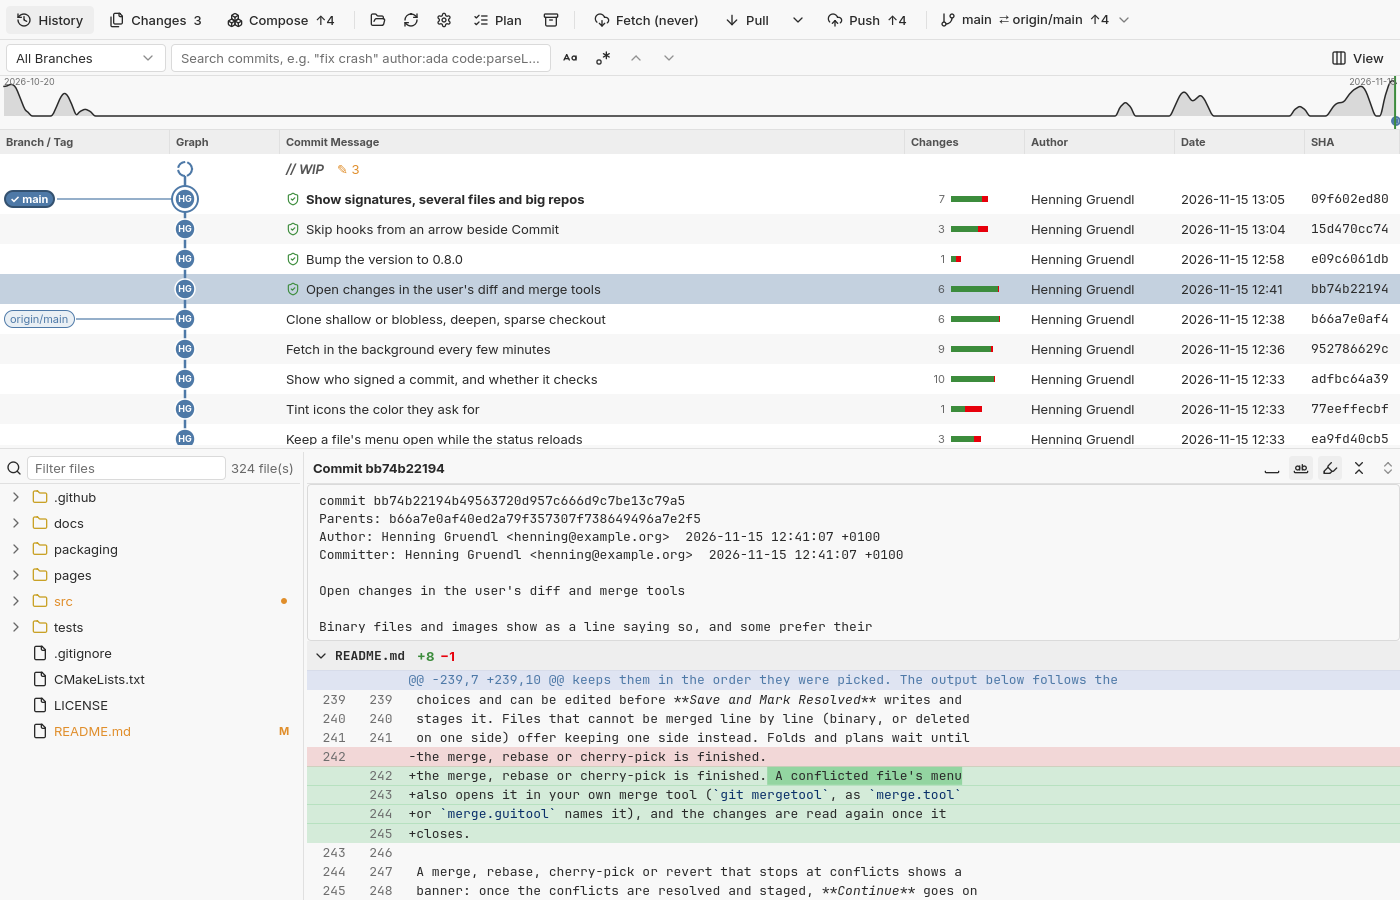 History Changes 3 Compose ↑4 Plan Fetch (never) Pull Push ↑4 main ⇄ origin/main ↑4
All Branches Search commits, e.g. "fix crash" author:ada code:parseL... Aa .* View
2026-10-20
Branch / Tag Graph Commit Message Changes Author Date SHA
// WIP ✎ 3
✓ main HG Show signatures, several files and big repos 7 Henning Gruendl 2026-11-15 13:05 09f602ed80
HG Skip hooks from an arrow beside Commit 3 Henning Gruendl 2026-11-15 13:04 15d470cc74
HG Bump the version to 0.8.0 1 Henning Gruendl 2026-11-15 12:58 e09c6061db
HG Open changes in the user's diff and merge tools 6 Henning Gruendl 2026-11-15 12:41 bb74b22194
origin/main HG Clone shallow or blobless, deepen, sparse checkout 6 Henning Gruendl 2026-11-15 12:38 b66a7e0af4
HG Fetch in the background every few minutes 9 Henning Gruendl 2026-11-15 12:36 952786629c
HG Show who signed a commit, and whether it checks 10 Henning Gruendl 2026-11-15 12:33 adfbc64a39
HG Tint icons the color they ask for 1 Henning Gruendl 2026-11-15 12:33 77eeffecbf
HG Keep a file's menu open while the status reloads 3 Henning Gruendl 2026-11-15 12:33 ea9fd40cb5
Filter files 324 file(s)
.github
docs
packaging
pages
src
tests
.gitignore
CMakeLists.txt
LICENSE
README.md M
Commit bb74b22194 ab
commit bb74b22194b49563720d957c666d9c7be13c79a5
Parents: b66a7e0af40ed2a79f357307f738649496a7e2f5
Author: Henning Gruendl <henning@example.org>  2026-11-15 12:41:07 +0100
Committer: Henning Gruendl <henning@example.org>  2026-11-15 12:41:07 +0100
Open changes in the user's diff and merge tools
Binary files and images show as a line saying so, and some prefer their
README.md +8 −1
@@ -239,7 +239,10 @@ keeps them in the order they were picked. The output below follows the
239 239 choices and can be edited before **Save and Mark Resolved** writes and
240 240 stages it. Files that cannot be merged line by line (binary, or deleted
241 241 on one side) offer keeping one side instead. Folds and plans wait until
242 -the merge, rebase or cherry-pick is finished.
242 +the merge, rebase or cherry-pick is finished. A conflicted file's menu
243 +also opens it in your own merge tool (`git mergetool`, as `merge.tool`
244 +or `merge.guitool` names it), and the changes are read again once it
245 +closes.
243 246
244 247 A merge, rebase, cherry-pick or revert that stops at conflicts shows a
245 248 banner: once the conflicts are resolved and staged, **Continue** goes on